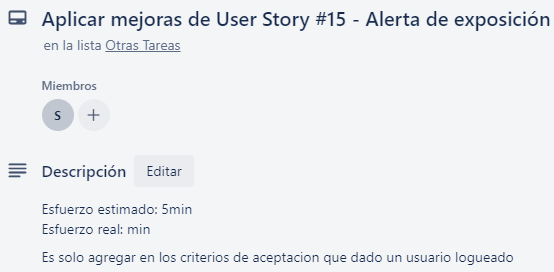 Aplicar mejoras de User Story #15 - Alerta de exposición
en la lista Otras Tareas
Miembros
S +
Descripción Editar
Esfuerzo estimado: 5min
Esfuerzo real: min
Es solo agregar en los criterios de aceptacion que dado un usuario logueado